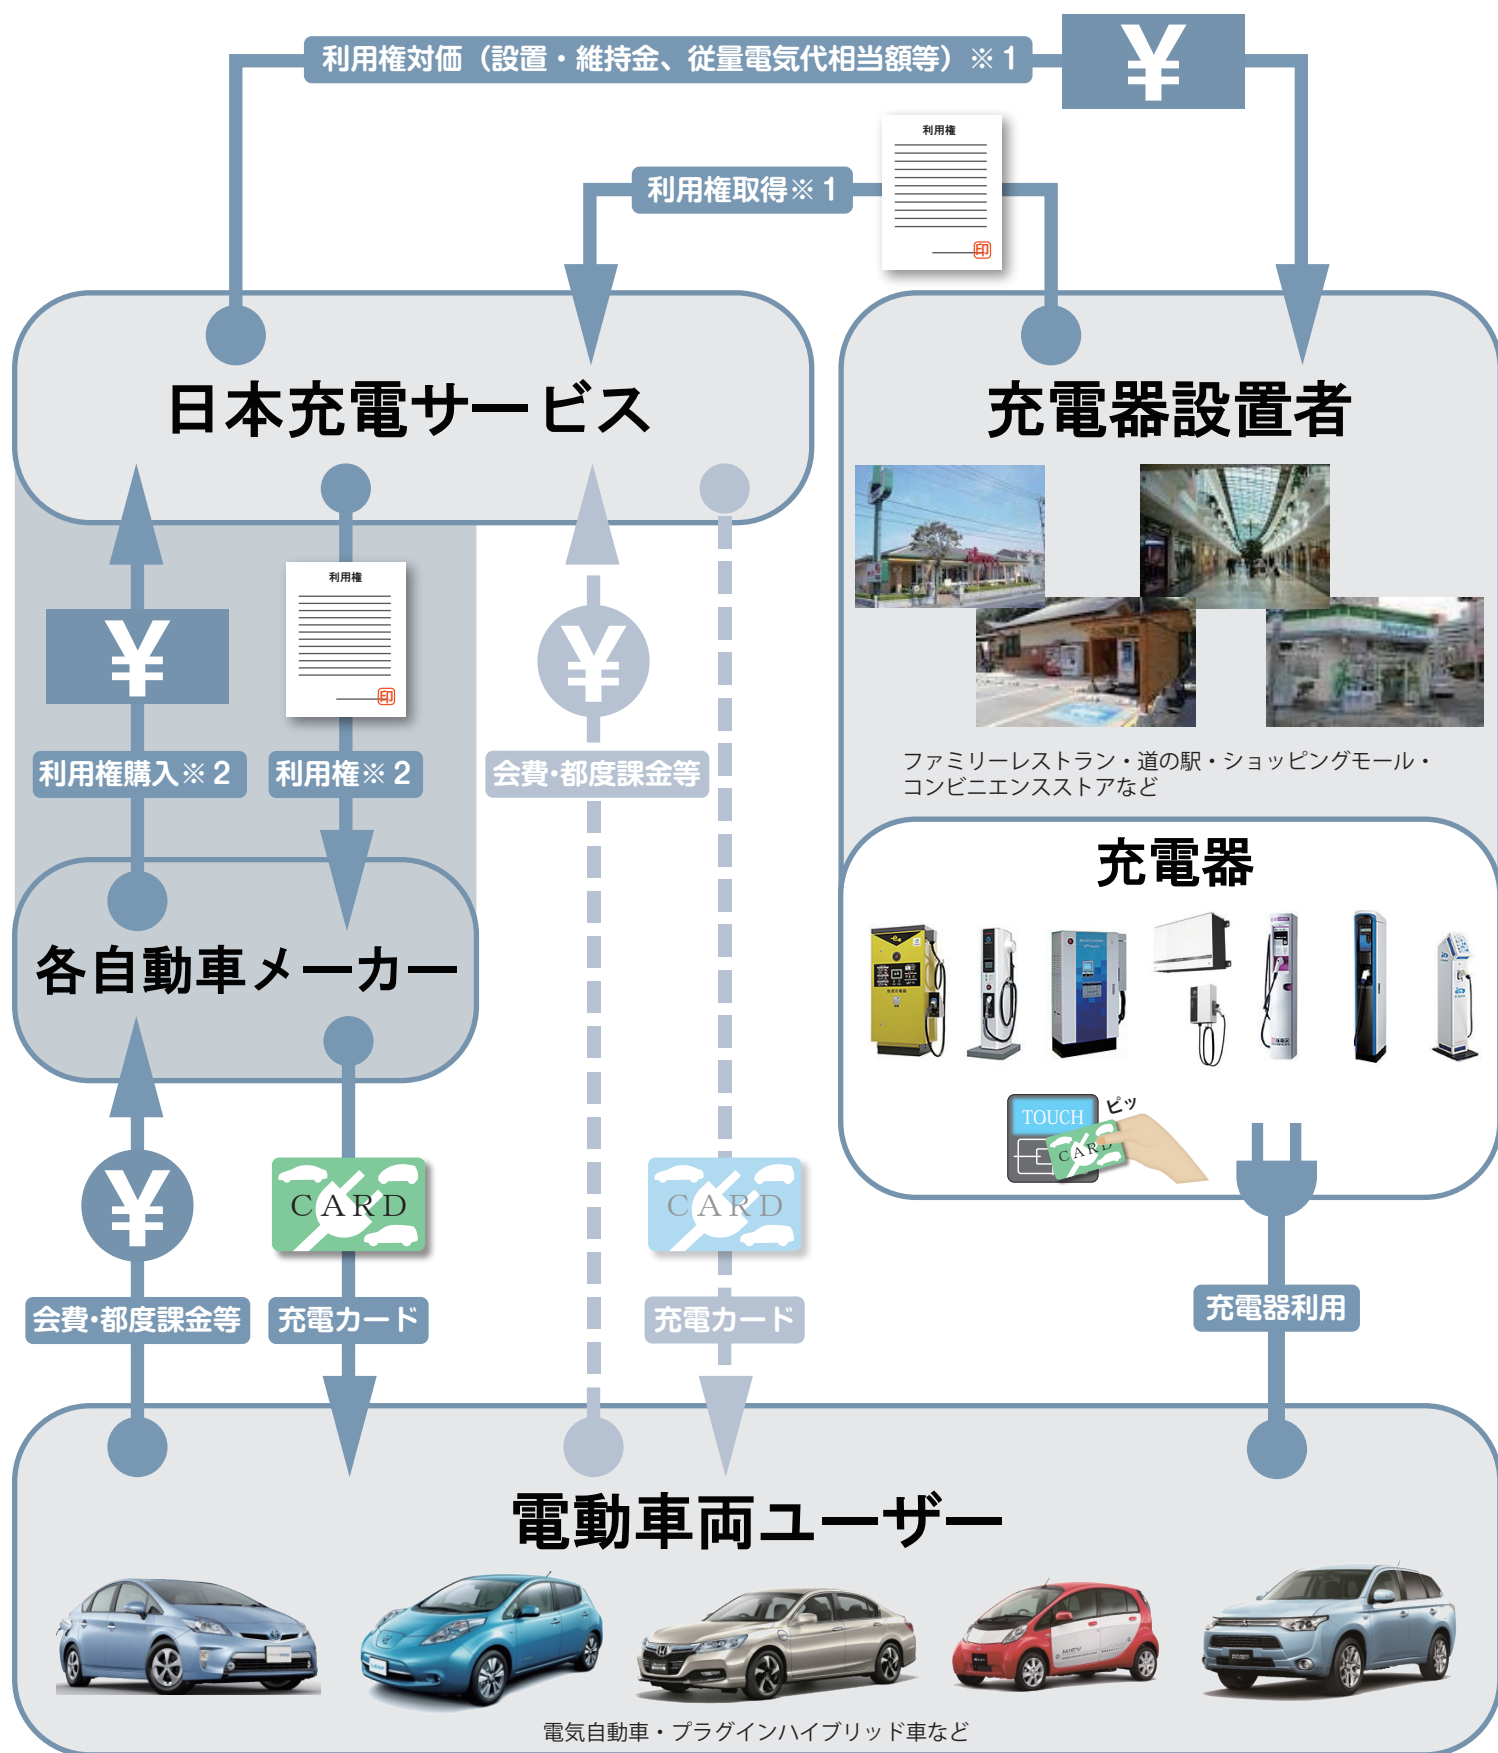 利用権対価（設置・維持金、従量電気代相当額等）※１
¥
利用権
印
利用権取得※１
日本充電サービス
充電器設置者
¥
利用権
印
¥
利用権購入※２
利用権※２
会費・都度課金等
ファミリーレストラン・道の駅・ショッピングモール・
コンビニエンスストアなど
充電器
各自動車メーカー
TOUCH
ピッ
CARD
¥
CARD
CARD
会費・都度課金等
充電カード
充電カード
充電器利用
電動車両ユーザー
電気自動車・プラグインハイブリッド車など